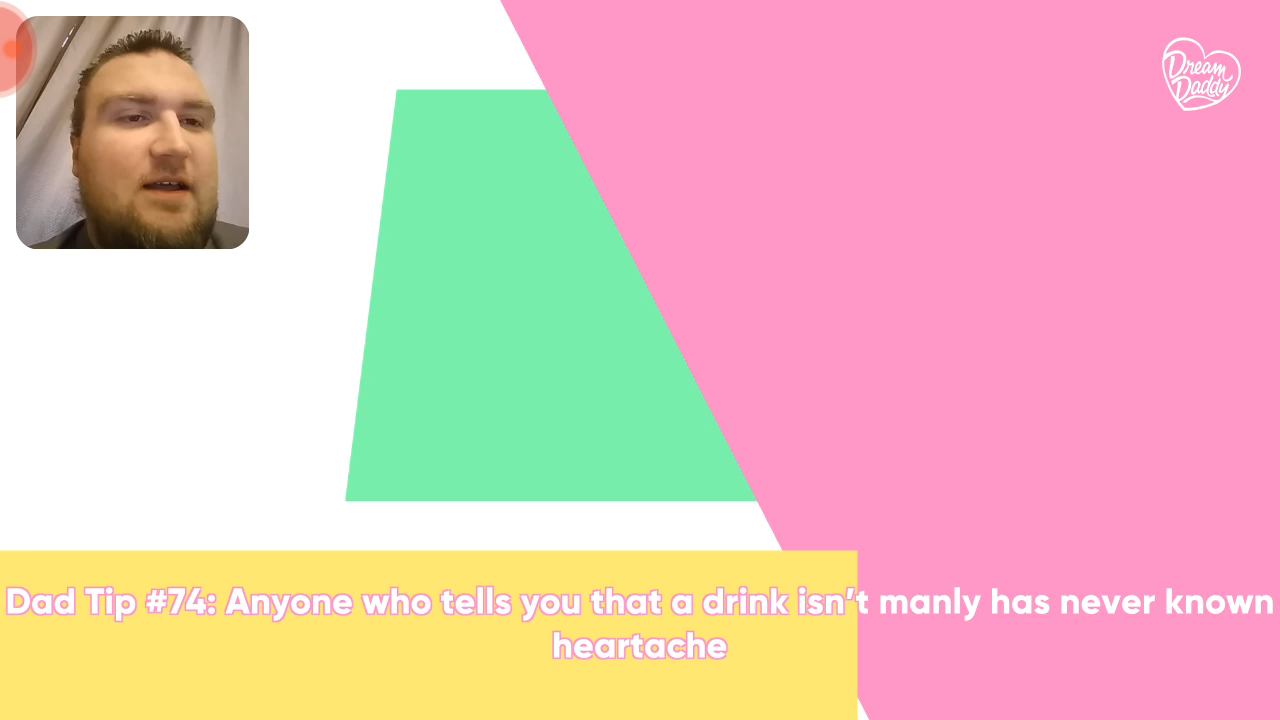 Dream
Daddy
Dad Tip #74: Anyone who tells you that a drink isn't manly has never known
heartache